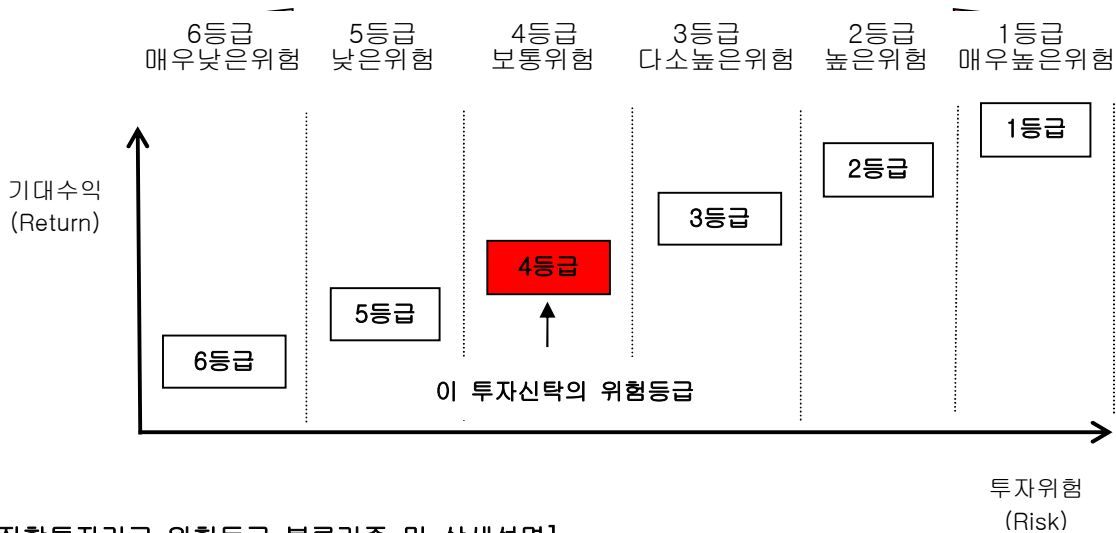 6등급 5등급 4등급 3등급 2등급 1등급
매우낮은위험 낮은위험 보통위험 다소높은위험 높은위험 매우높은위험
1등급
2등급
기대수익
(Return)
3등급
4등급
5등급
6등급
이 투자신탁의 위험등급
투자위험
(Risk)